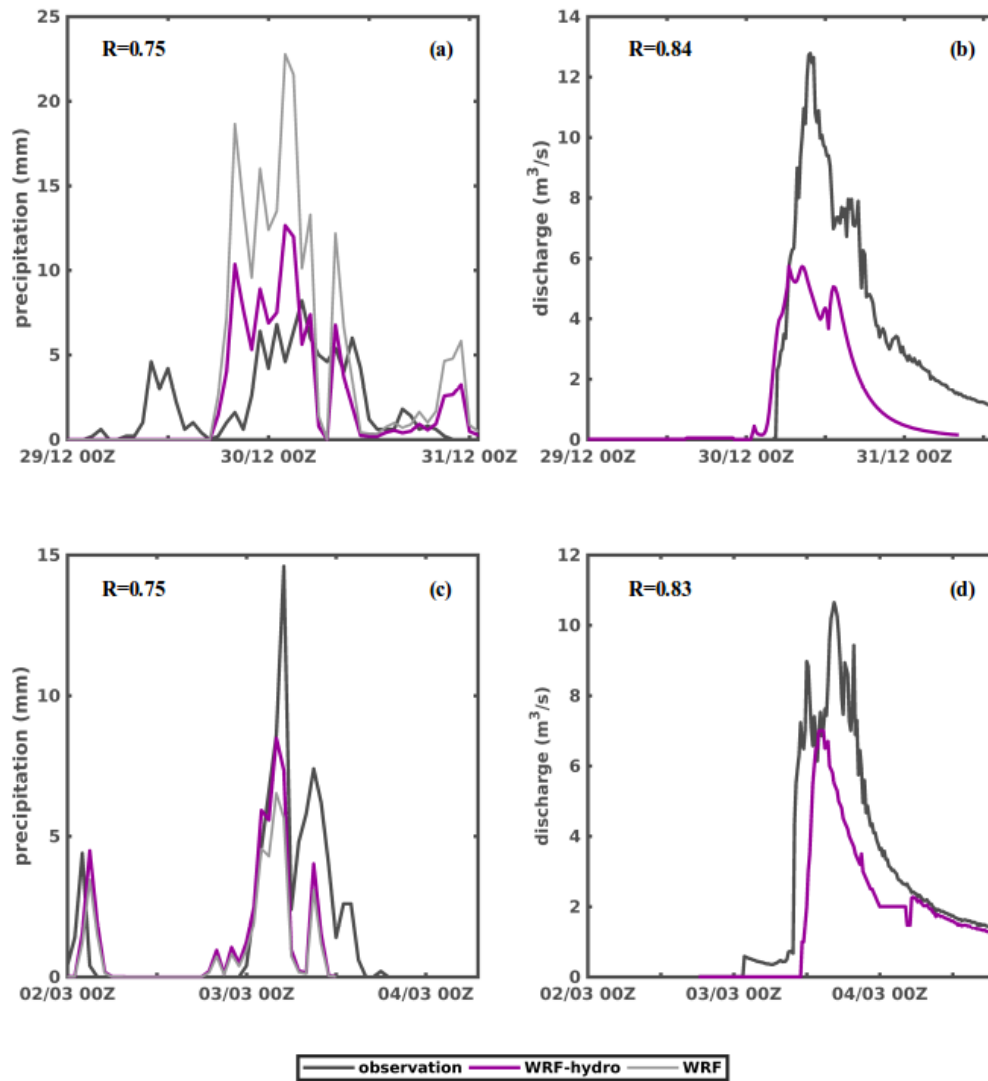 R=0.75 (a)
25
20
15
10
5
0
precipitation (mm)
29/12 00Z 30/12 00Z 31/12 00Z
R=0.84 (b)
14
12
10
8
6
4
2
0
discharge (m³/s)
29/12 00Z 30/12 00Z 31/12 00Z
R=0.75 (c)
15
10
5
0
precipitation (mm)
02/03 00Z 03/03 00Z 04/03 00Z
R=0.83 (d)
12
10
8
6
4
2
0
discharge (m³/s)
02/03 00Z 03/03 00Z 04/03 00Z
observation WRF-hydro WRF